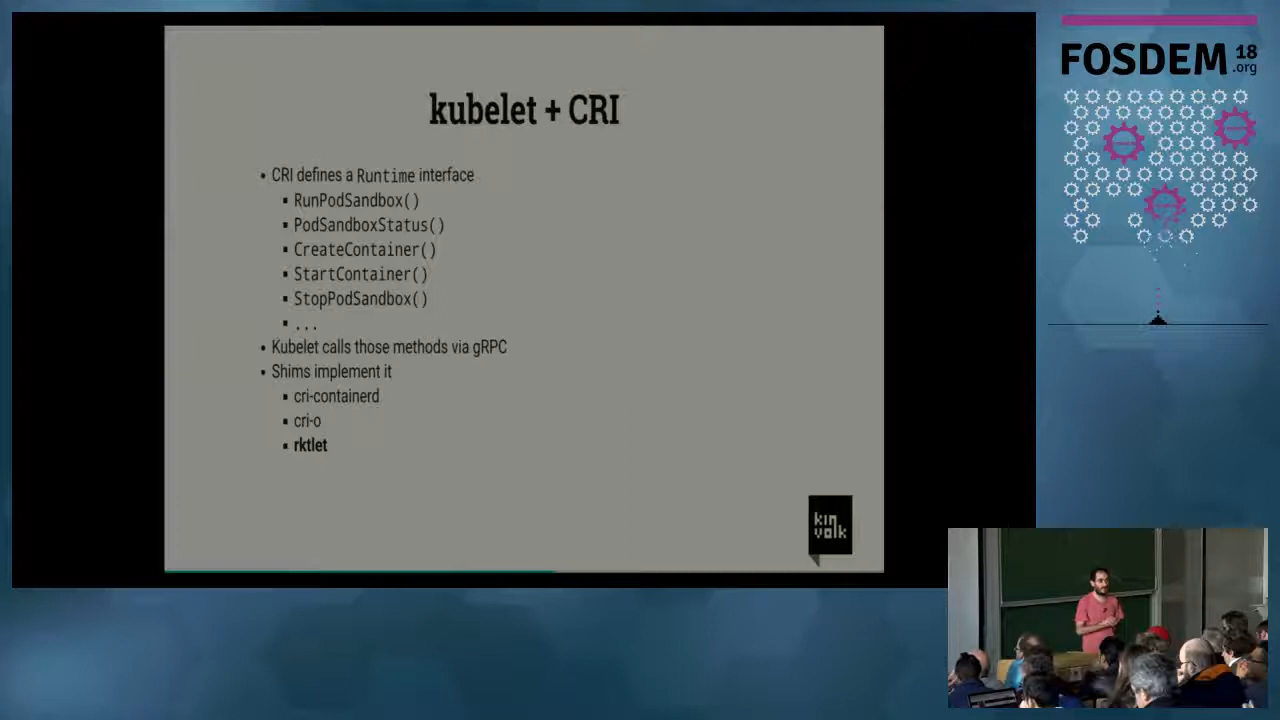 kubelet + CRI
• CRI defines a Runtime interface
▪ RunPodSandbox()
▪ PodSandboxStatus()
▪ CreateContainer()
▪ StartContainer()
▪ StopPodSandbox()
▪ ...
• Kubelet calls those methods via gRPC
• Shims implement it
▪ cri-containerd
▪ cri-o
▪ rktlet
kin
volk
FOSDEM 18
.org